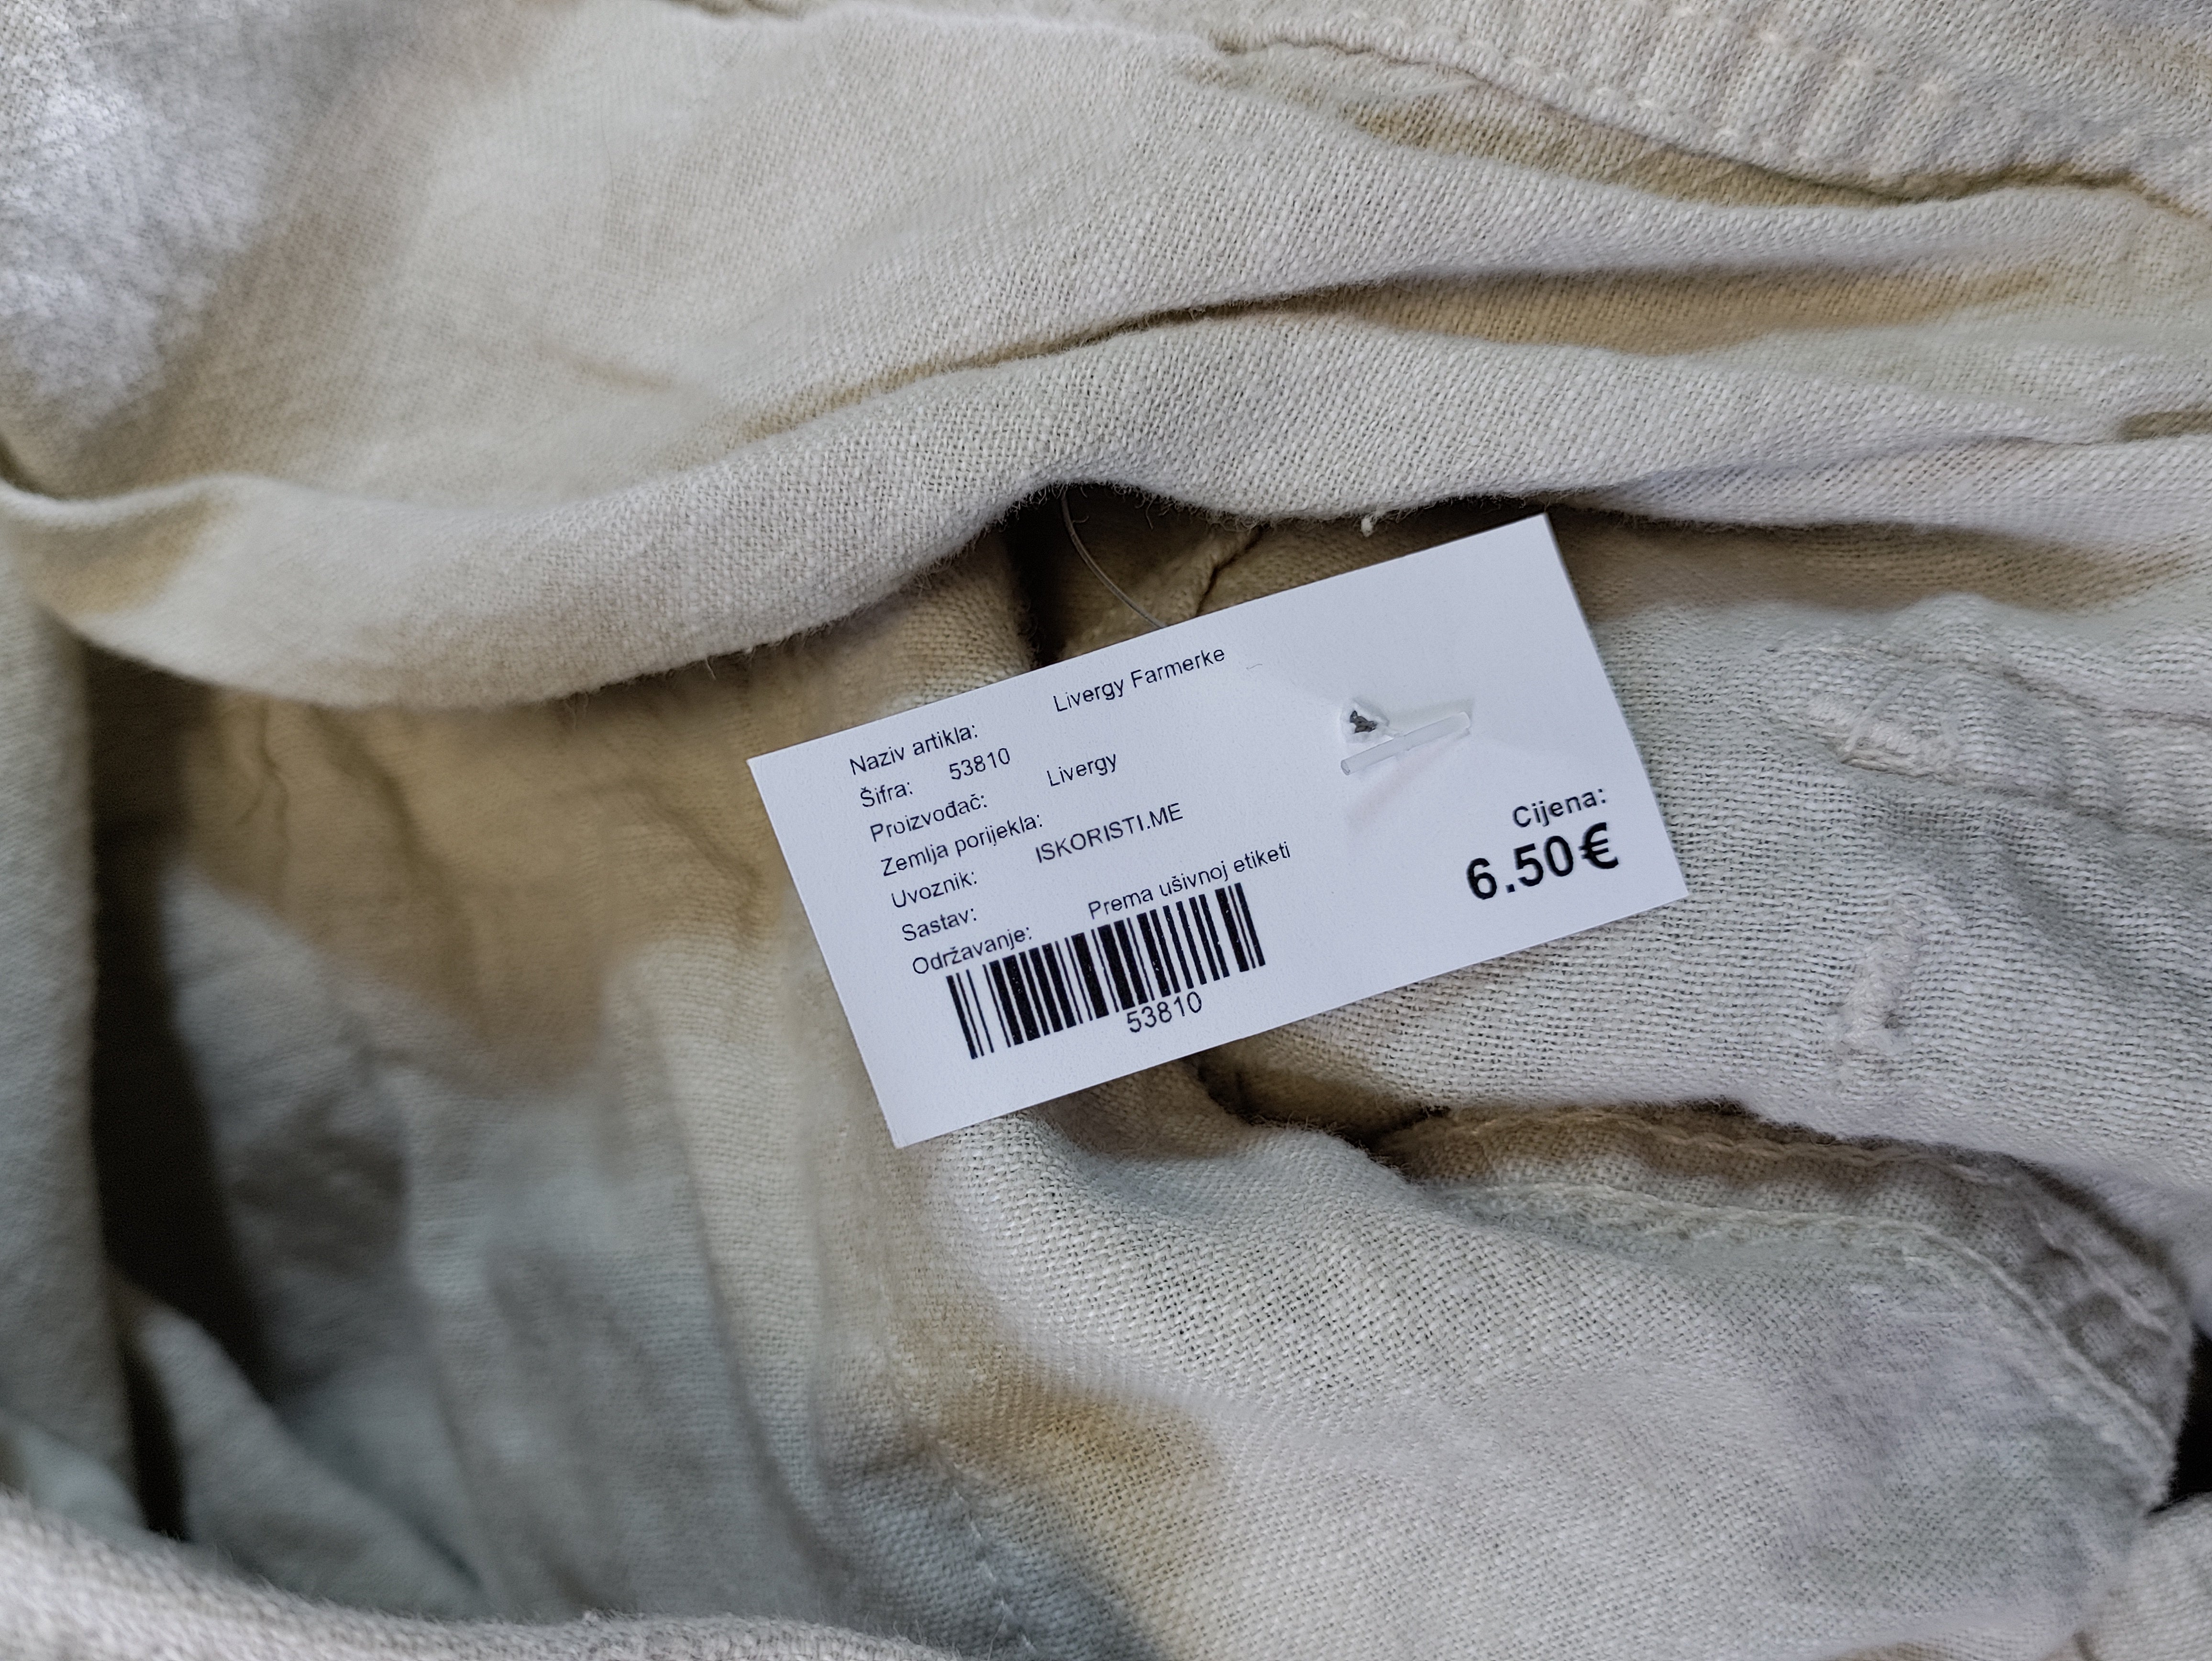 Naziv artikla: Livergy Farmerke
Šifra: 53810
Proizvođač: Livergy
Zemlja porijekla:
Uvoznik: ISKORISTI.ME
Sastav:
Održavanje: Prema ušivnoj etiketi
53810
Cijena:
6.50€